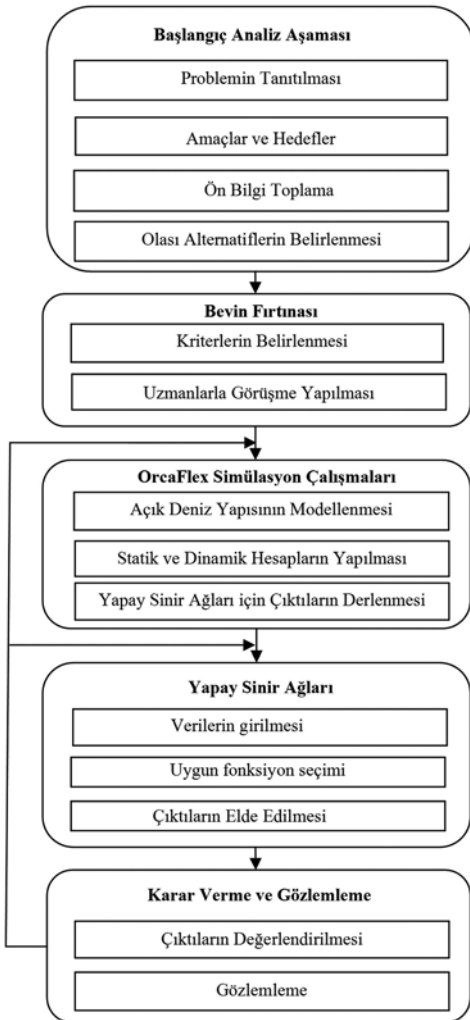 Başlangıç Analiz Aşaması
Problemin Tanıtılması
Amaçlar ve Hedefler
Ön Bilgi Toplama
Olası Alternatiflerin Belirlenmesi
Bevin Fırtınası
Kriterlerin Belirlenmesi
Uzmanlarla Görüşme Yapılması
OrcaFlex Simülasyon Çalışmaları
Açık Deniz Yapısının Modellenmesi
Statik ve Dinamik Hesapların Yapılması
Yapay Sinir Ağları için Çıktıların Derlenmesi
Yapay Sinir Ağları
Verilerin girilmesi
Uygun fonksiyon seçimi
Çıktıların Elde Edilmesi
Karar Verme ve Gözlemleme
Çıktıların Değerlendirilmesi
Gözlemleme